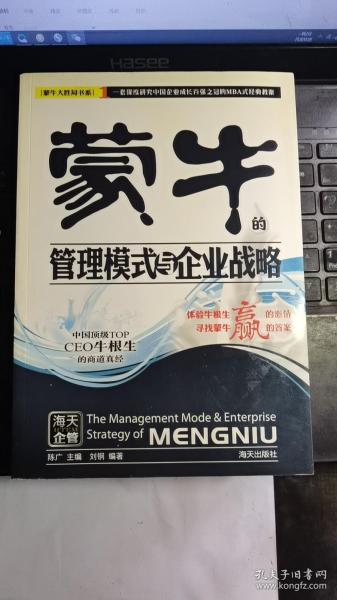 Hasee
蒙牛大胜局书系
一套深度研究中国企业成长百强之冠的MBA式经典教案
蒙牛的
管理模式与企业战略
体验牛根生
的激情
寻找蒙牛
的答案
赢
中国顶级TOP
CEO牛根生
的商道真经
海天
企管
The Management Mode & Enterprise
Strategy of MENGNIU
陈广 主编 刘钢 编著
海天出版社
孔夫子旧书网
www.kongfz.com